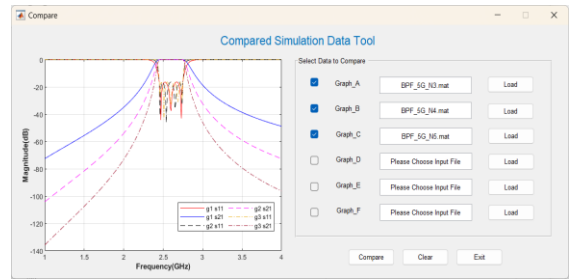 Compare
Compared Simulation Data Tool
Select Data to Compare
Graph_A BPF_5G_N3.mat Load
Graph_B BPF_5G_N4.mat Load
Graph_C BPF_5G_N5.mat Load
Graph_D Please Choose Input File Load
Graph_E Please Choose Input File Load
Graph_F Please Choose Input File Load
Compare Clear Exit
Magnitude(dB)
0
-20
-40
-60
-80
-100
-120
-140
g1 s11 g2 s21
g1 s21 g3 s11
g2 s11 g3 s21
1 1.5 2 2.5 3 3.5 4
Frequency(GHz)